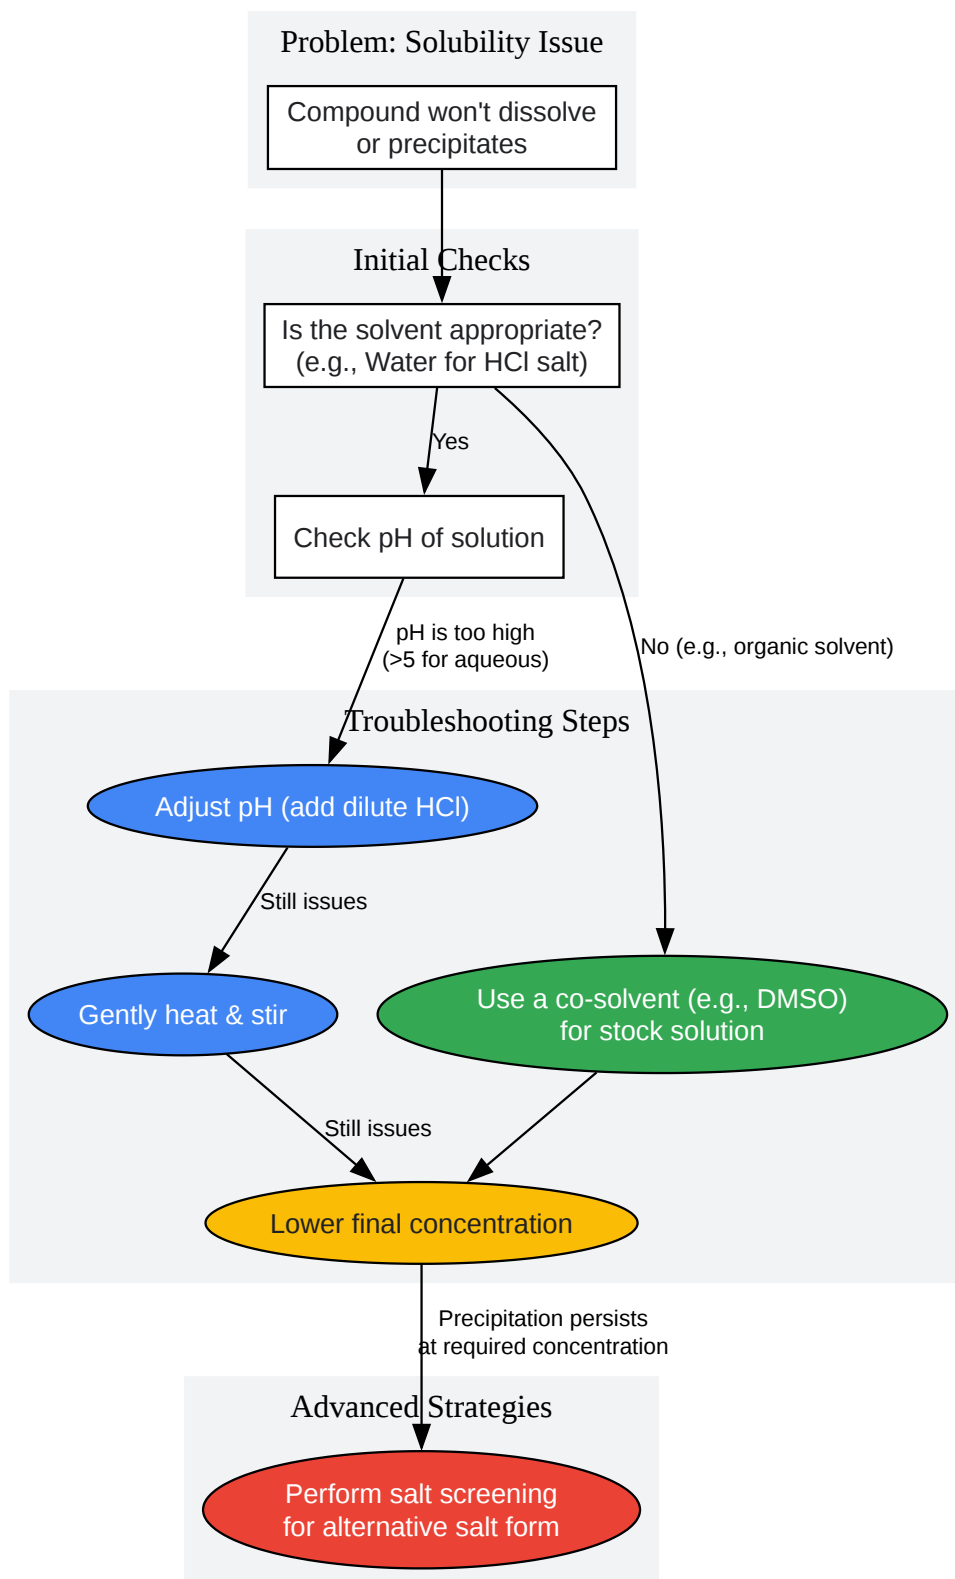 Problem: Solubility Issue
Compound won't dissolve
or precipitates
Initial Checks
Is the solvent appropriate?
(e.g., Water for HCl salt)
Yes
Check pH of solution
pH is too high
(>5 for aqueous)
No (e.g., organic solvent)
Troubleshooting Steps
Adjust pH (add dilute HCl)
Still issues
Gently heat & stir
Use a co-solvent (e.g., DMSO)
for stock solution
Still issues
Lower final concentration
Precipitation persists
at required concentration
Advanced Strategies
Perform salt screening
for alternative salt form